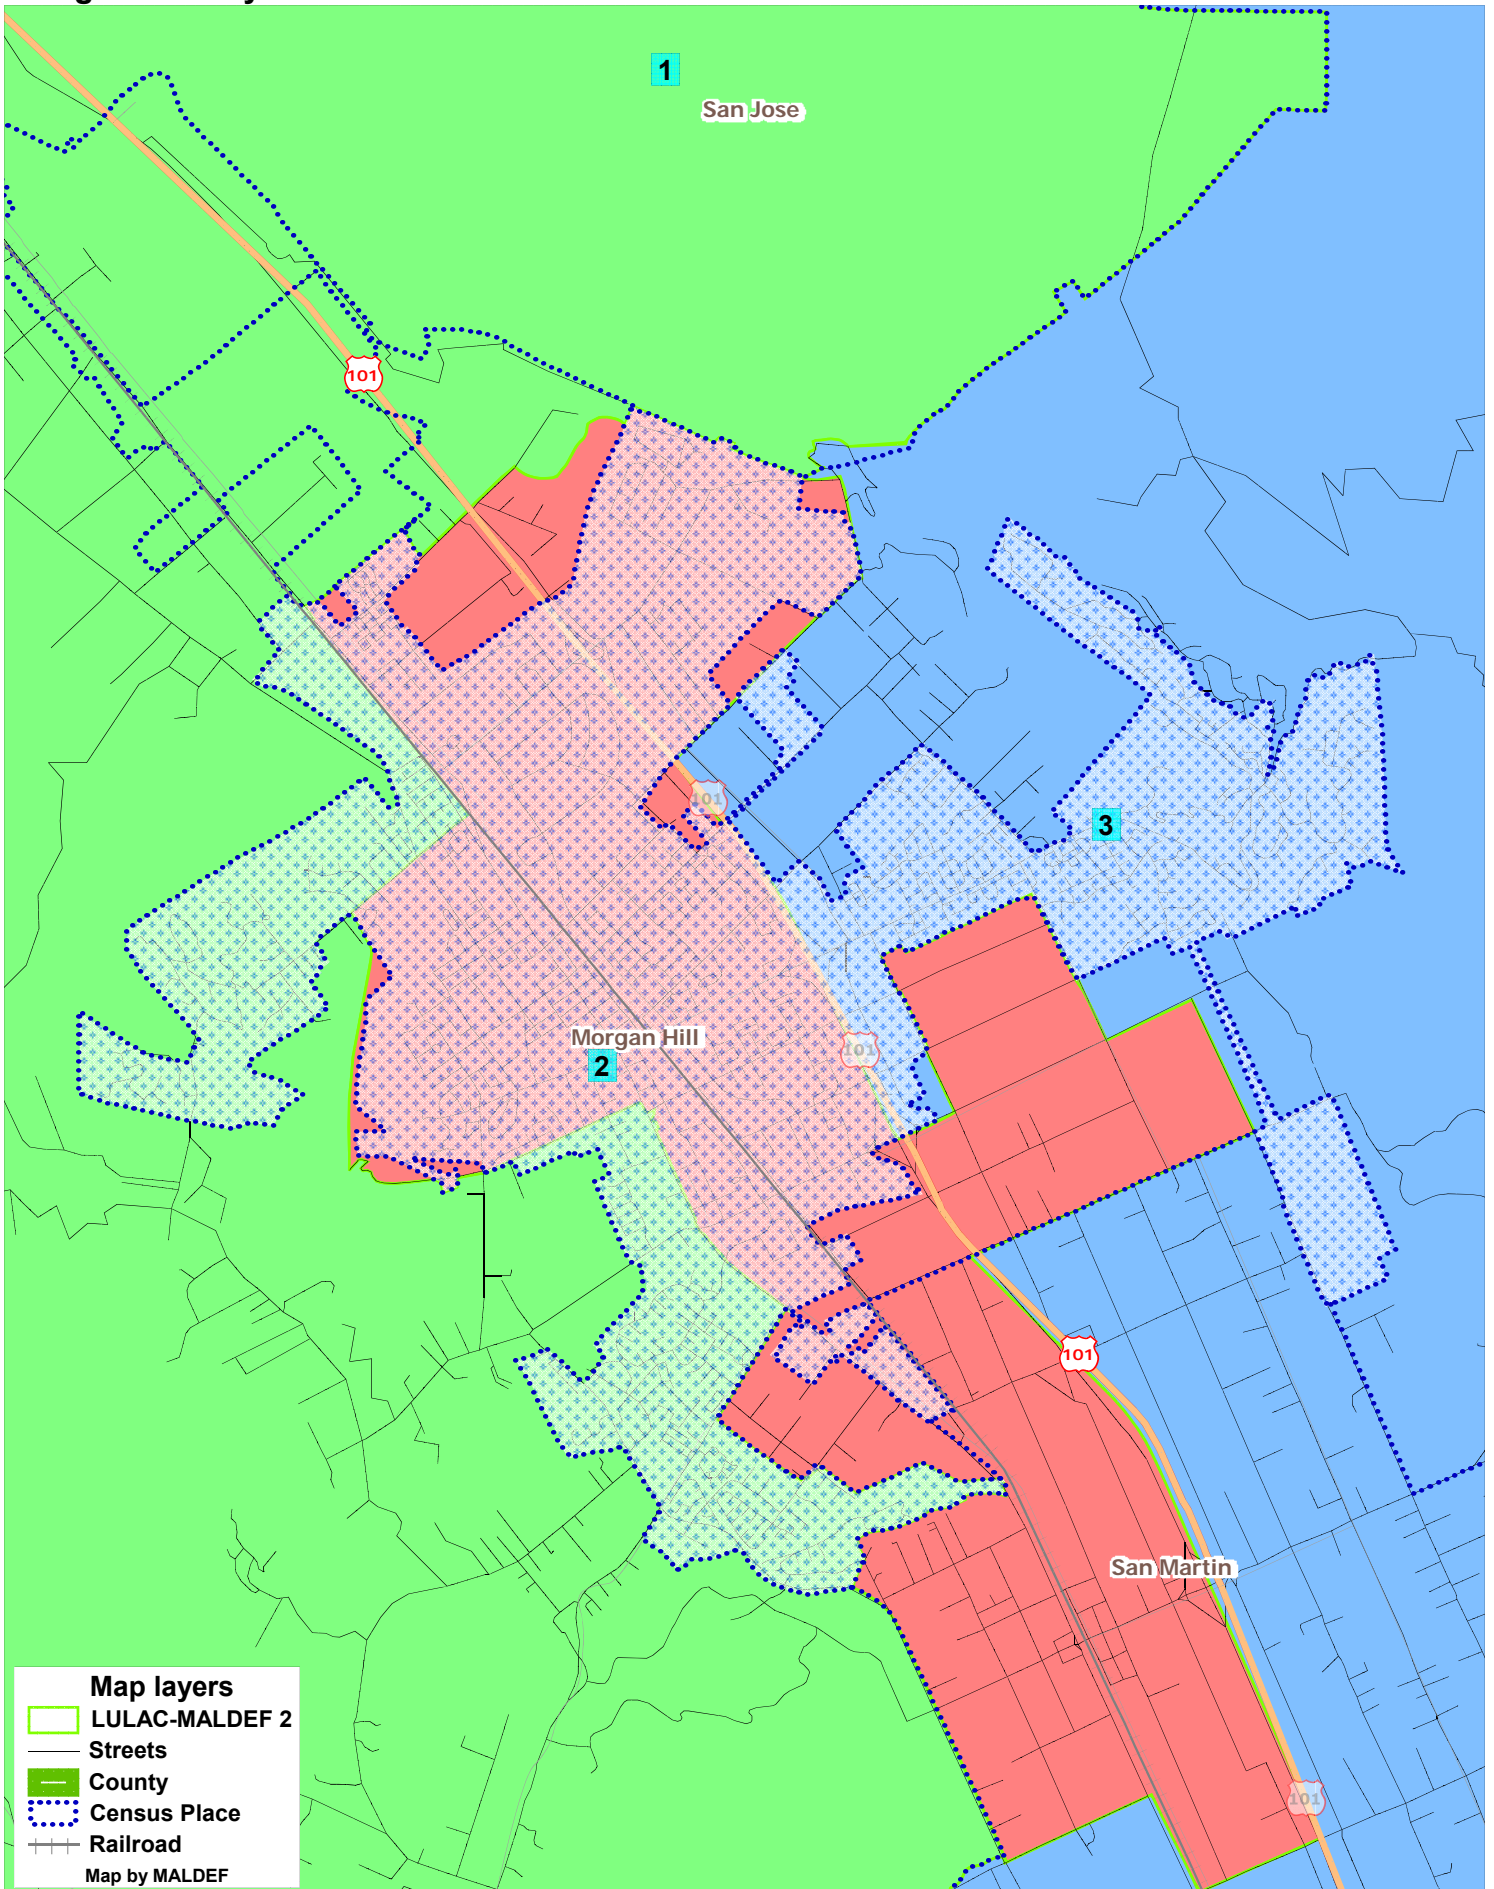 1
San Jose
101
101
3
Morgan Hill
2
101
101
San Martin
101
Map layers
LULAC-MALDEF 2
Streets
County
Census Place
Railroad
Map by MALDEF